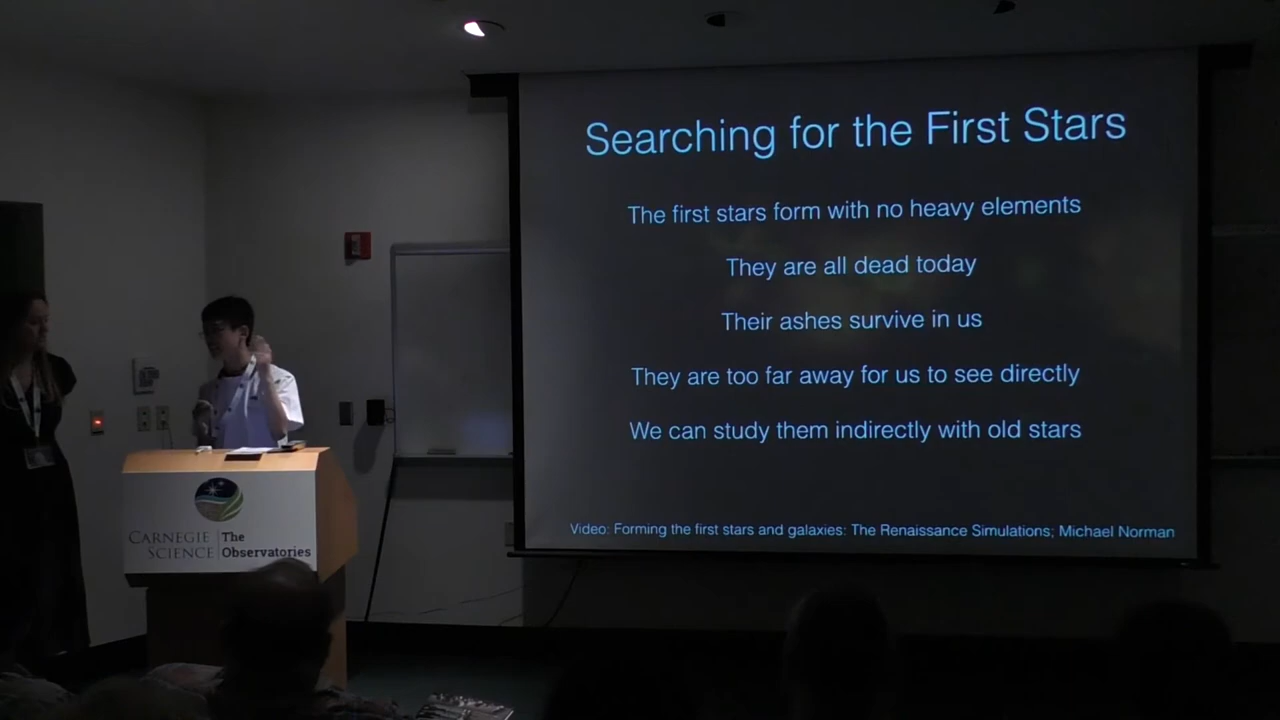 Searching for the First Stars
The first stars form with no heavy elements
They are all dead today
Their ashes survive in us
They are too far away for us to see directly
We can study them indirectly with old stars
Video: Forming the first stars and galaxies: The Renaissance Simulations; Michael Norman
CARNEGIE SCIENCE
The Observatories